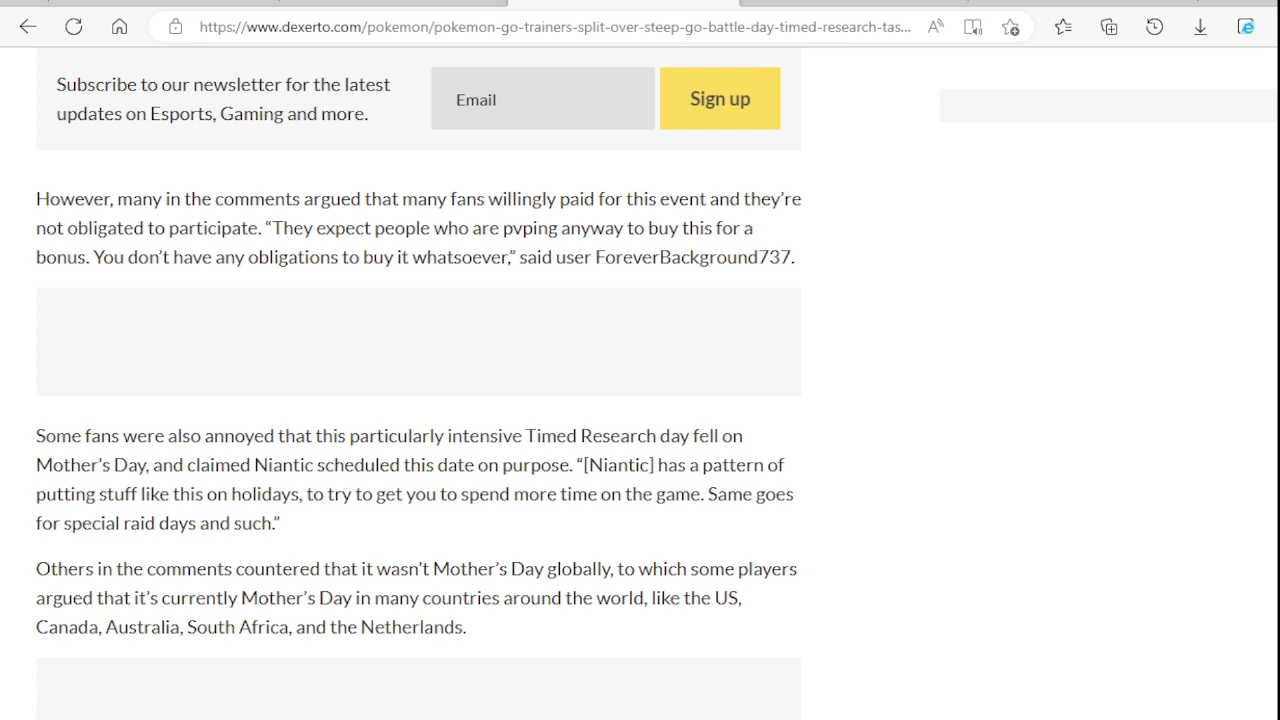 https://www.dexerto.com/pokemon/pokemon-go-trainers-split-over-steep-go-battle-day-timed-research-tas...
Subscribe to our newsletter for the latest
updates on Esports, Gaming and more.
Email
Sign up
However, many in the comments argued that many fans willingly paid for this event and they’re
not obligated to participate. “They expect people who are pvping anyway to buy this for a
bonus. You don’t have any obligations to buy it whatsoever,” said user ForeverBackground737.
Some fans were also annoyed that this particularly intensive Timed Research day fell on
Mother’s Day, and claimed Niantic scheduled this date on purpose. “[Niantic] has a pattern of
putting stuff like this on holidays, to try to get you to spend more time on the game. Same goes
for special raid days and such.”
Others in the comments countered that it wasn’t Mother’s Day globally, to which some players
argued that it’s currently Mother’s Day in many countries around the world, like the US,
Canada, Australia, South Africa, and the Netherlands.